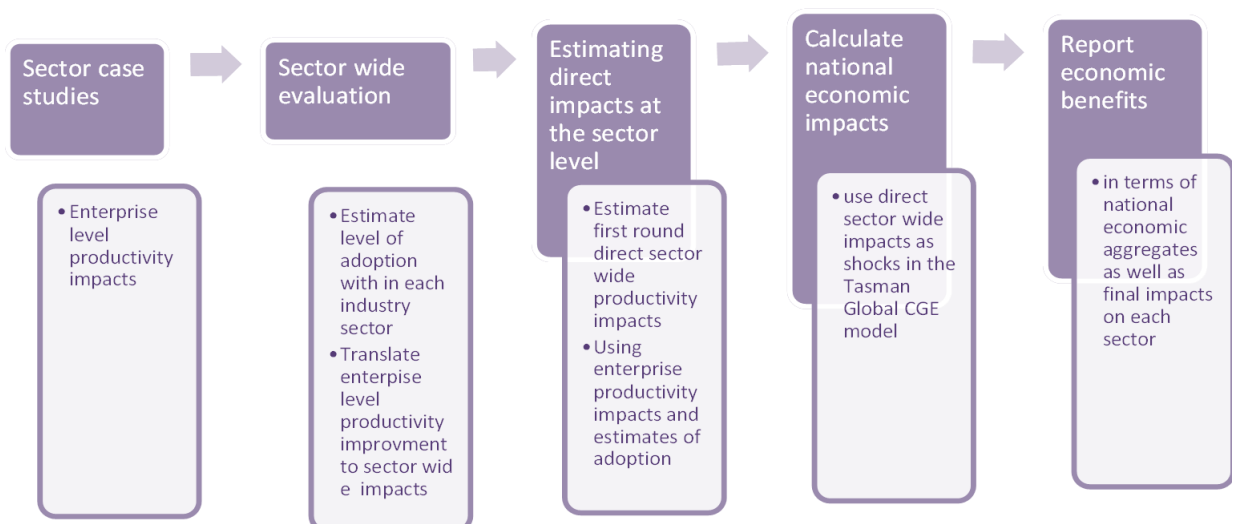 Sector case
studies
• Enterprise
level
productivity
impacts
Sector wide
evaluation
• Estimate
level of
adoption
with in each
industry
sector
• Translate
enterpise
level
productivity
improvment
to sector wid
e impacts
Estimating
direct
impacts at
the sector
level
• Estimate
first round
direct sector
wide
productivity
impacts
• Using
enterprise
productivity
impacts and
estimates of
adoption
Calculate
national
economic
impacts
• use direct
sector wide
impacts as
shocks in the
Tasman
Global CGE
model
Report
economic
benefits
• in terms of
national
economic
aggregates
as well as
final impacts
on each
sector